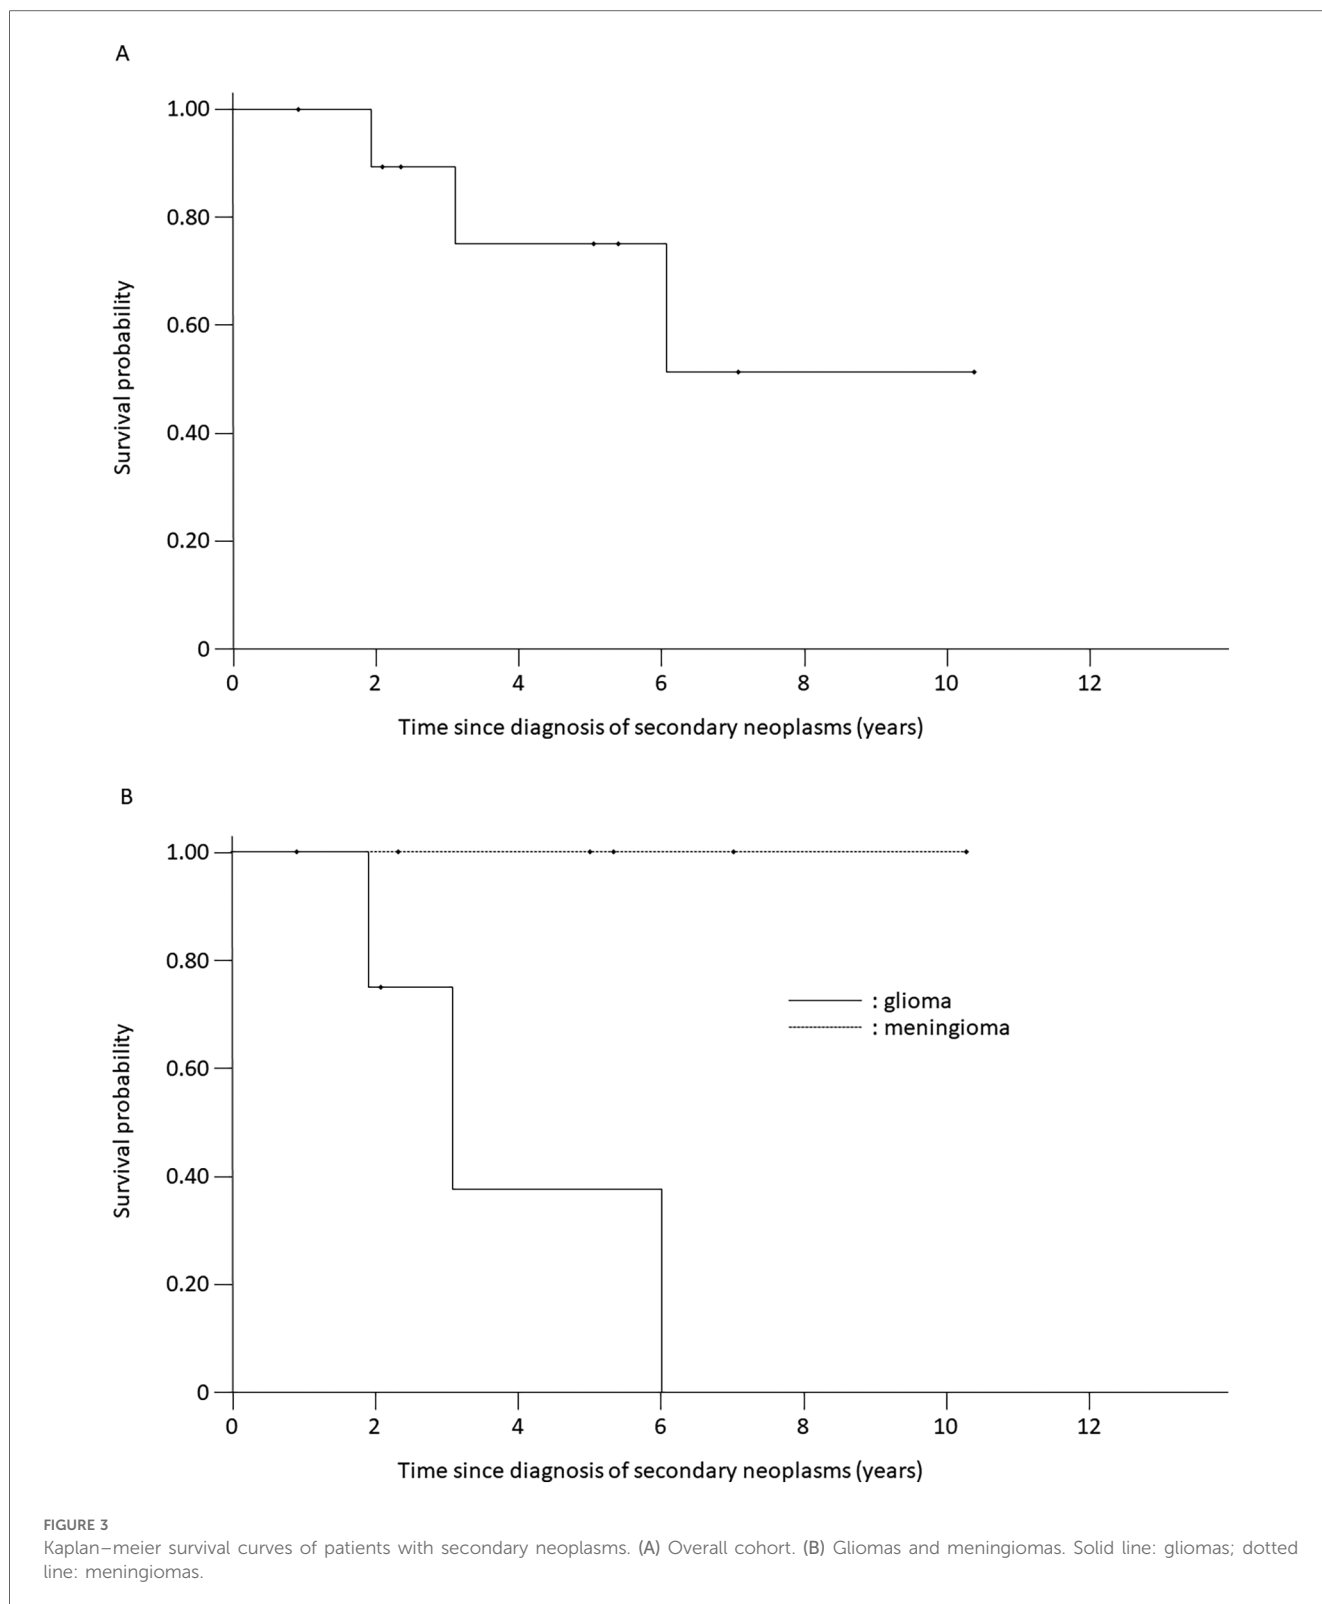 A
1.00
0.80
0.60
0.40
0.20
0
0 2 4 6 8 10 12
Survival probability
Time since diagnosis of secondary neoplasms (years)
B
1.00
0.80
0.60
0.40
0.20
0
: glioma
: meningioma
0 2 4 6 8 10 12
Survival probability
Time since diagnosis of secondary neoplasms (years)
FIGURE 3
Kaplan–meier survival curves of patients with secondary neoplasms. (A) Overall cohort. (B) Gliomas and meningiomas. Solid line: gliomas; dotted
line: meningiomas.